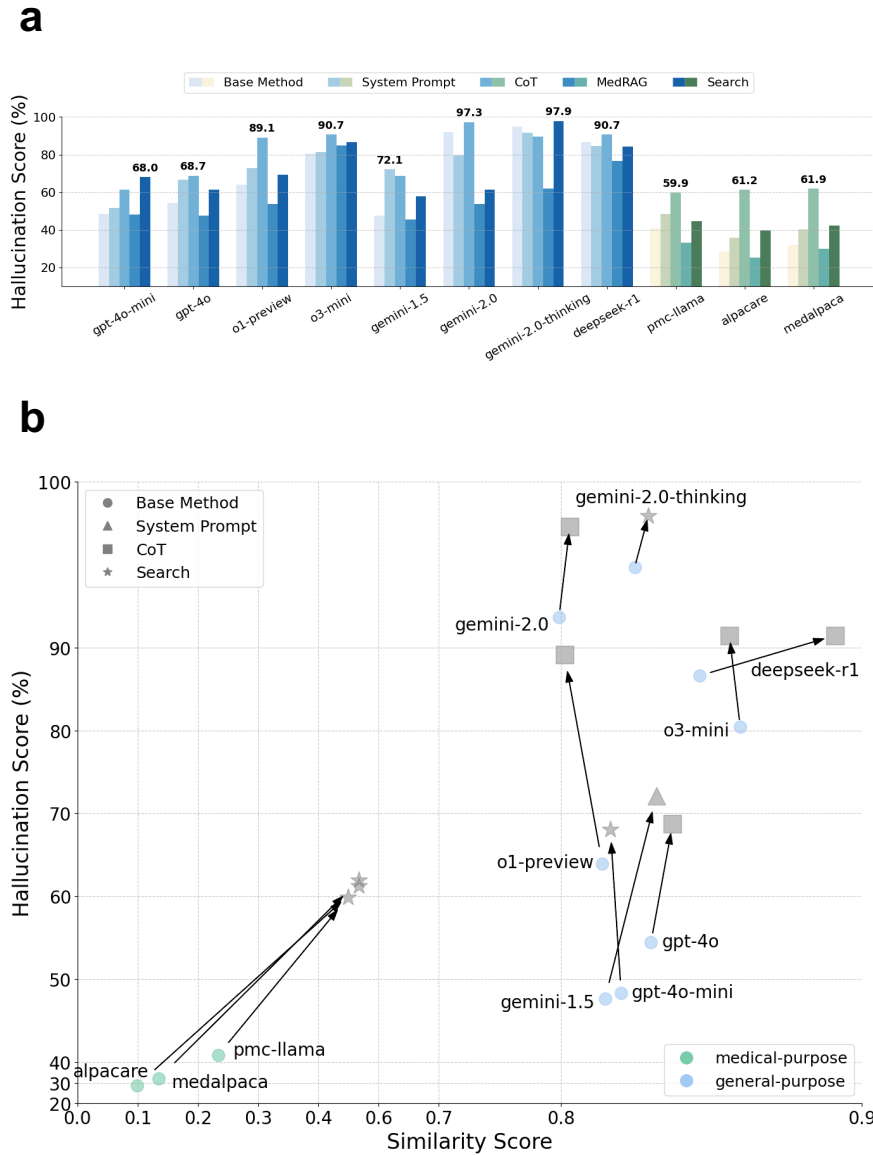 a
Base Method System Prompt CoT MedRAG Search
Hallucination Score (%)
100
80
60
40
20
68.0 68.7 89.1 90.7 72.1 97.3 97.9 90.7 59.9 61.2 61.9
gpt-4o-mini gpt-4o o1-preview o3-mini gemini-1.5 gemini-2.0 gemini-2.0-thinking deepseek-r1 pmc-llama alpacare medalpaca
b
Hallucination Score (%)
100
90
80
70
60
50
40
30
20
Base Method
System Prompt
CoT
Search
gemini-2.0-thinking
gemini-2.0
deepseek-r1
o3-mini
o1-preview
gpt-4o
gemini-1.5
gpt-4o-mini
pmc-llama
alpacare
medalpaca
medical-purpose
general-purpose
0.0 0.1 0.2 0.3 0.4 0.6 0.8 0.9
Similarity Score